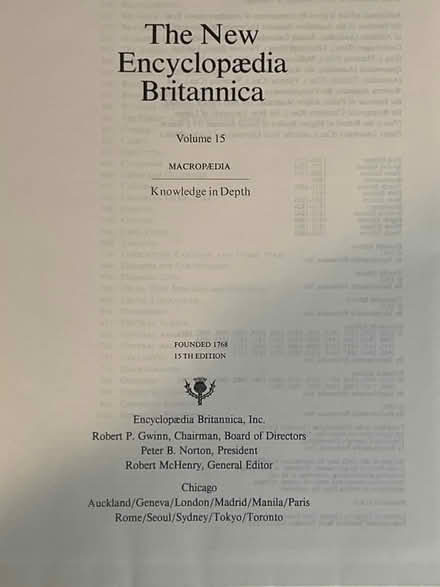 The New
Encyclopædia
Britannica
Volume 15
MACROPÆDIA
Knowledge in Depth
FOUNDED 1768
15 TH EDITION
Encyclopædia Britannica, Inc.
Robert P. Gwinn, Chairman, Board of Directors
Peter B. Norton, President
Robert McHenry, General Editor
Chicago
Auckland/Geneva/London/Madrid/Manila/Paris
Rome/Seoul/Sydney/Tokyo/Toronto